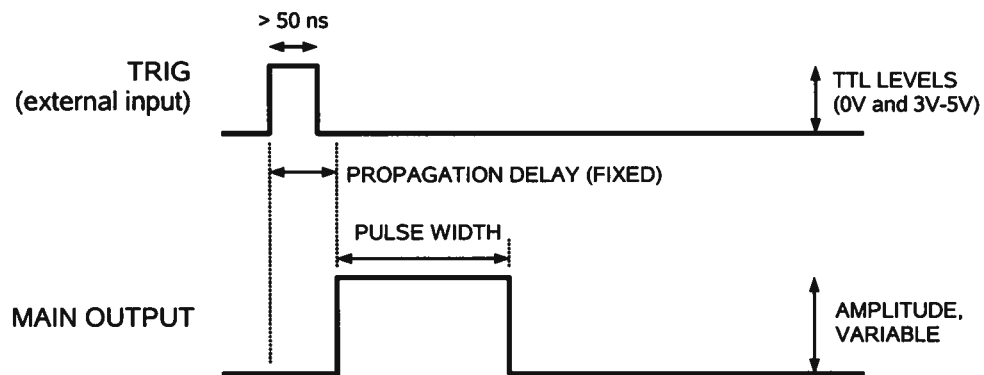 > 50 ns
TRIG
(external input)
TTL LEVELS
(0V and 3V-5V)
PROPAGATION DELAY (FIXED)
PULSE WIDTH
MAIN OUTPUT
AMPLITUDE,
VARIABLE